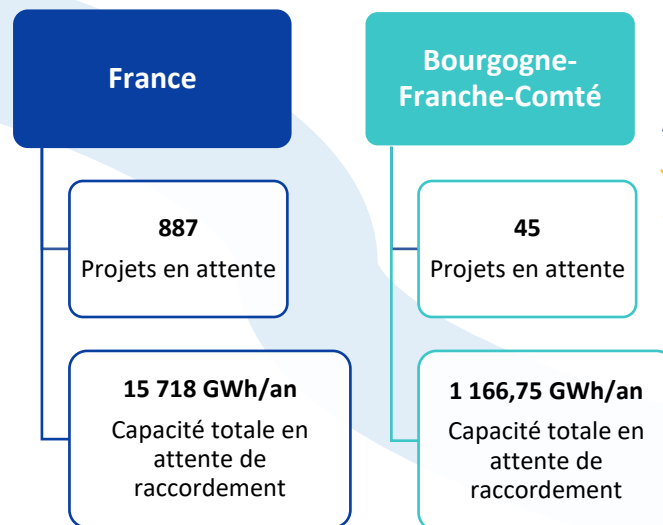 France
887
Projets en attente
15 718 GWh/an
Capacité totale en
attente de
raccordement
Bourgogne-
Franche-Comté
45
Projets en attente
1 166,75 GWh/an
Capacité totale en
attente de
raccordement